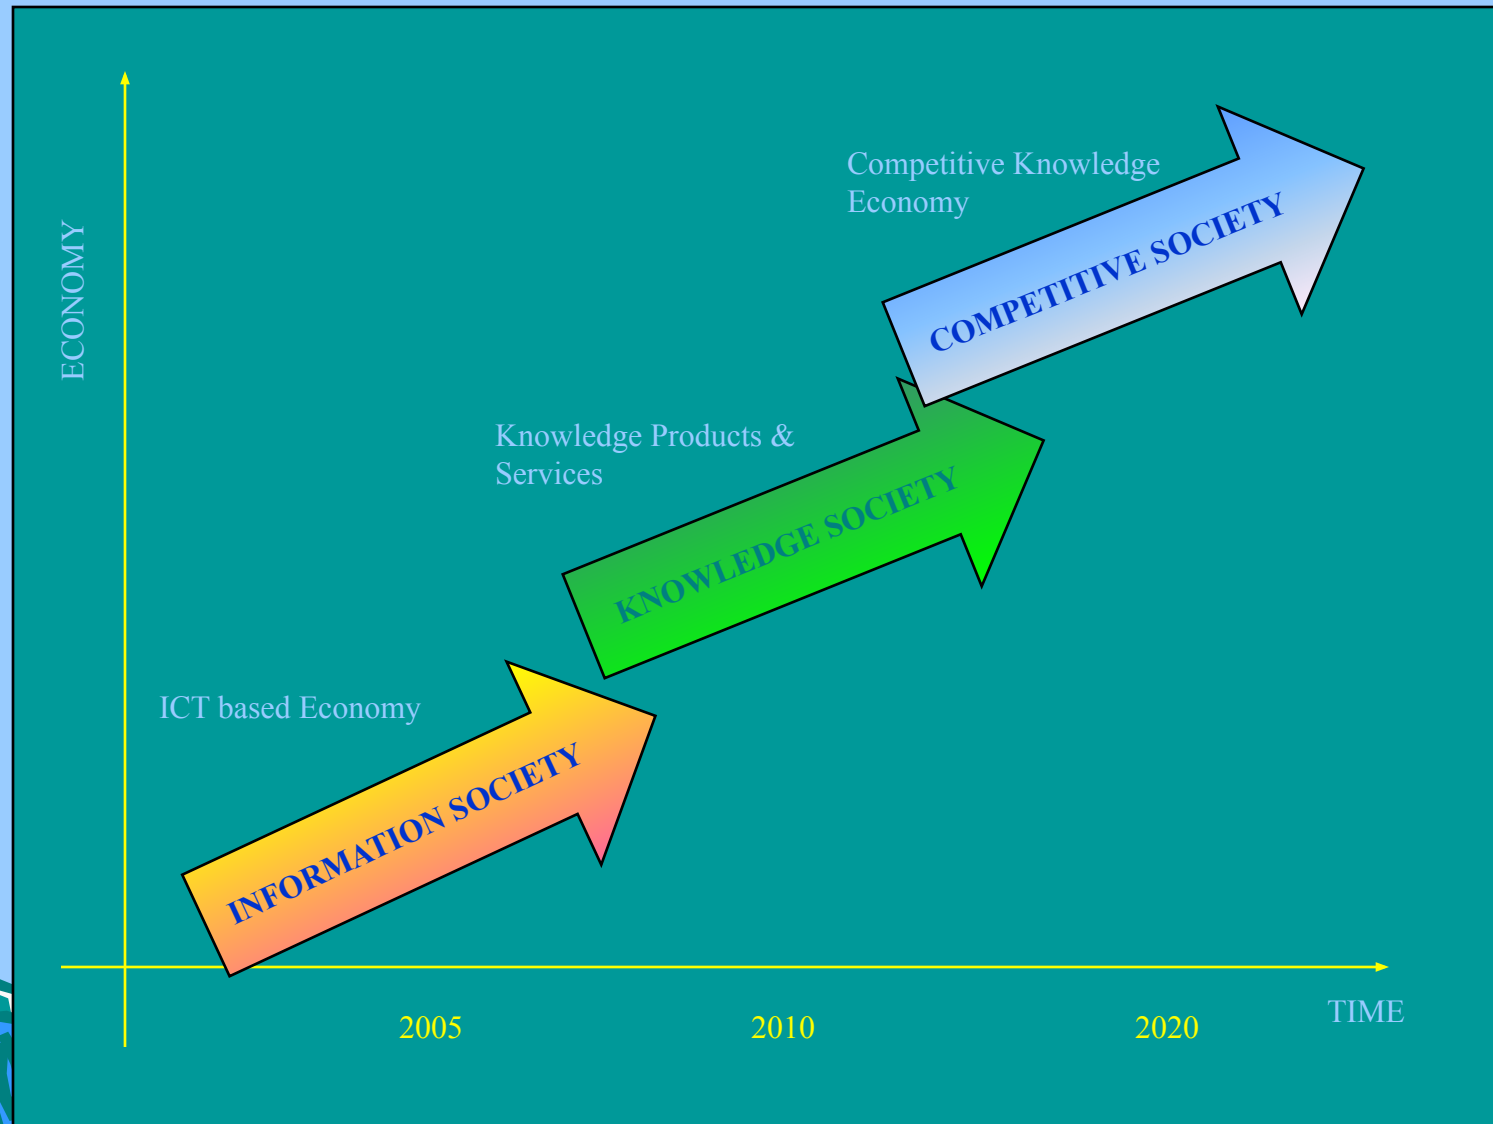 Competitive Knowledge
Economy
COMPETITIVE SOCIETY
ECONOMY
Knowledge Products &
Services
KNOWLEDGE SOCIETY
ICT based Economy
INFORMATION SOCIETY
TIME
2005
2010
2020